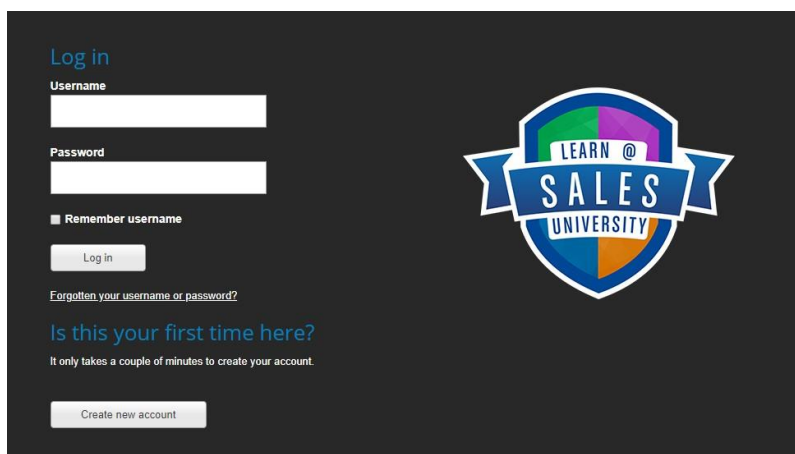 Log in
Username
Password
Remember username
Log in
Forgotten your username or password?
Is this your first time here?
It only takes a couple of minutes to create your account.
Create new account
LEARN @
SALES
UNIVERSITY